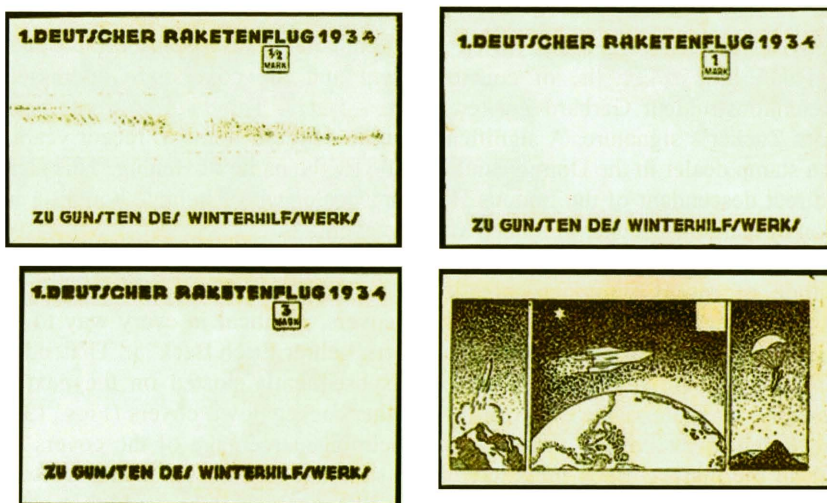 1.DEUTSCHER RAKETENFLUG 1934
1/2
MARK
ZU GUNSTEN DES WINTERHILFSWERKS
1.DEUTSCHER RAKETENFLUG 1934
1
MARK
ZU GUNSTEN DES WINTERHILFSWERKS
1.DEUTSCHER RAKETENFLUG 1934
3
MARK
ZU GUNSTEN DES WINTERHILFSWERKS